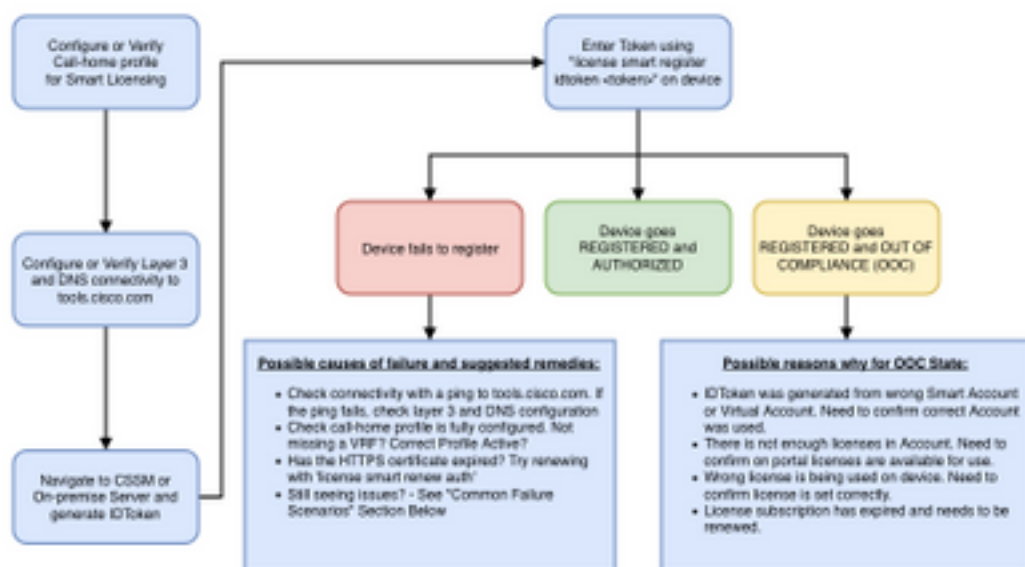 Configure or Verify
Call-home profile
for Smart Licensing
Configure or Verify Layer 3
and DNS connectivity to
tools.cisco.com
Navigate to CSSM or
On-premise Server and
generate IDToken
Enter Token using
"license smart register
idtoken <token>" on device
Device fails to register
Device goes
REGISTERED and
AUTHORIZED
Device goes
REGISTERED and OUT OF
COMPLIANCE (OOC)
Possible causes of failure and suggested remedies:
• Check connectivity with a ping to tools.cisco.com. If
the ping fails, check layer 3 and DNS configuration
• Check call-home profile is fully configured. Not
missing a VRF? Correct Profile Active?
• Has the HTTPS certificate expired? Try renewing
with 'license smart renew auth'
• Still seeing issues? - See "Common Failure
Scenarios" Section Below
Possible reasons why for OOC State:
• IDToken was generated from wrong Smart Account
or Virtual Account. Need to confirm correct Account
was used.
• There is not enough licenses in Account. Need to
confirm on portal licenses are available for use.
• Wrong license is being used on device. Need to
confirm license is set correctly.
• License subscription has expired and needs to be
renewed.